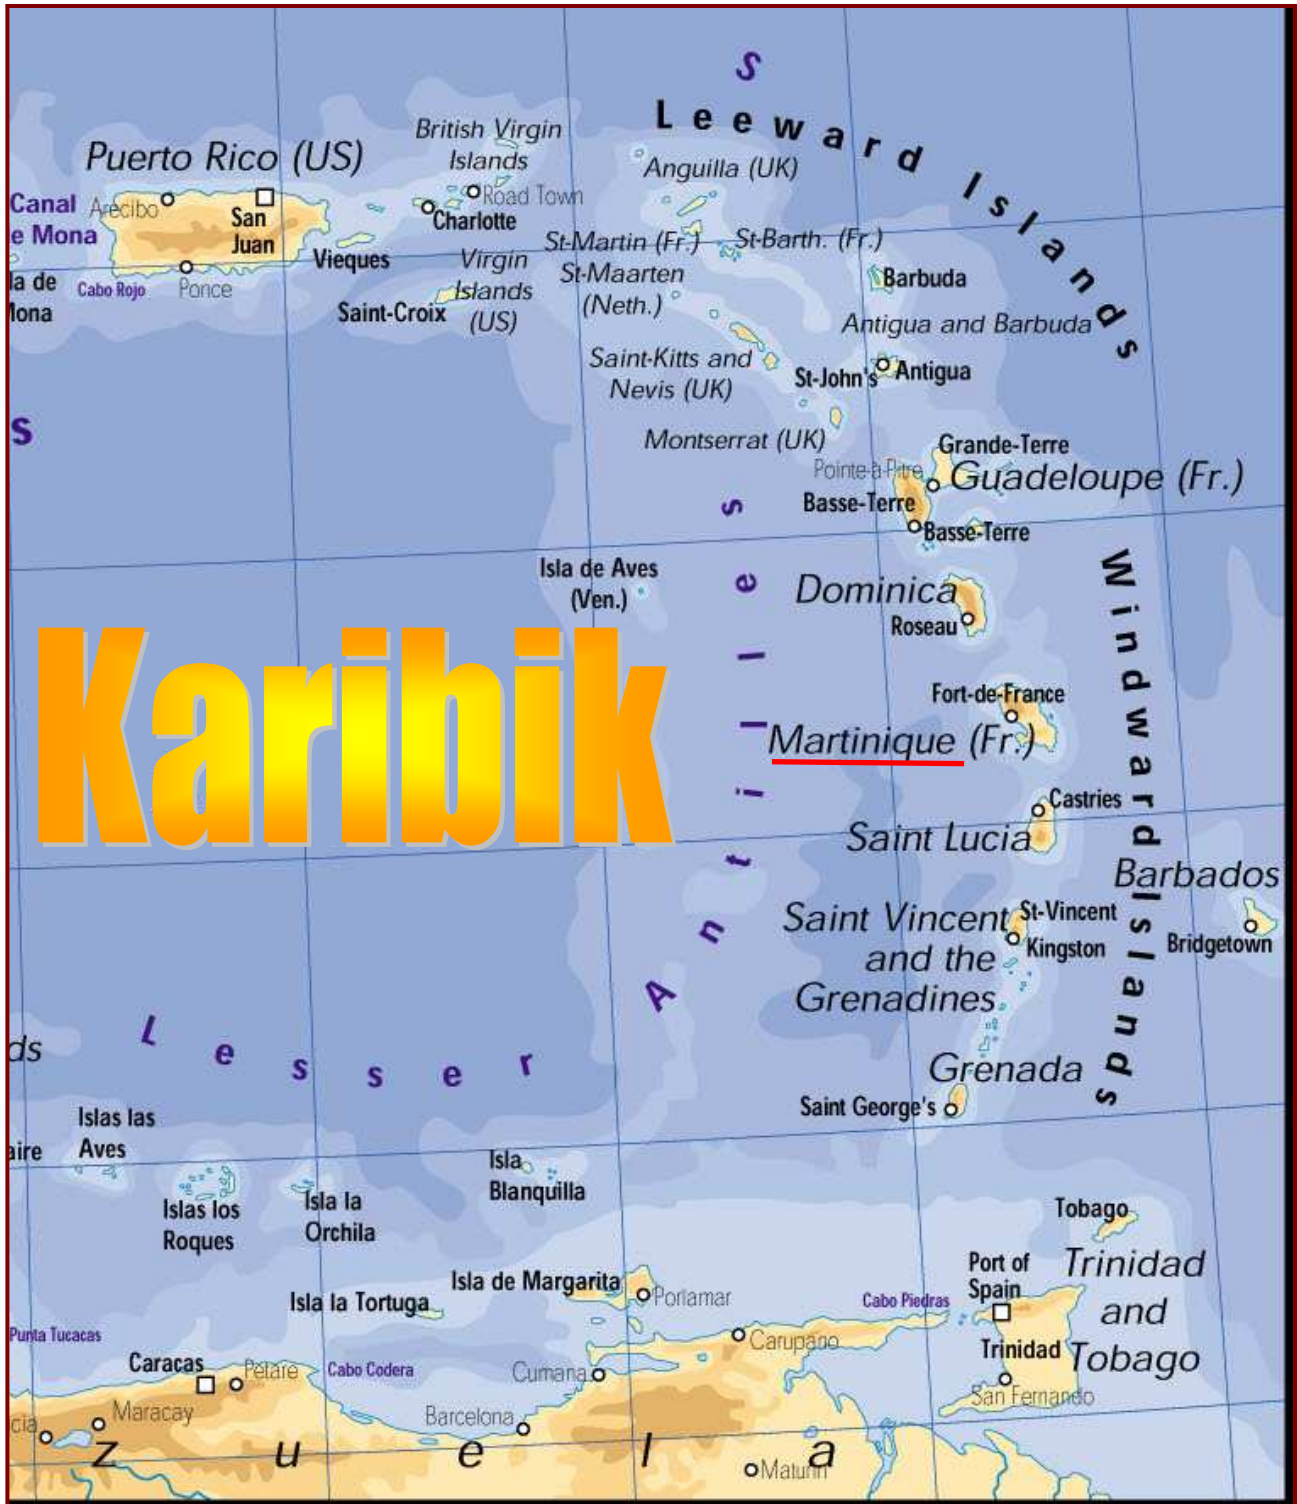 S
Leeward Islands
British Virgin
Islands
Puerto Rico (US)
Anguilla (UK)
Canal
e Mona
Arecibo
San
Juan
Road Town
Charlotte
St-Martin (Fr.)
St-Barth. (Fr.)
Vieques
Virgin
Islands
(US)
St-Maarten
(Neth.)
Barbuda
la de
Mona
Cabo Rojo
Ponce
Saint-Croix
Antigua and Barbuda
Saint-Kitts and
Nevis (UK)
St-John's
Antigua
s
Montserrat (UK)
Grande-Terre
Pointe-à-Pitre
Guadeloupe (Fr.)
Basse-Terre
Basse-Terre
Isla de Aves
(Ven.)
Dominica
Roseau
Windward Islands
Karibik
Fort-de-France
Martinique (Fr.)
Castries
Saint Lucia
Barbados
Saint Vincent
and the
Grenadines
St-Vincent
Kingston
Bridgetown
Lesser Antilles
ds
Grenada
Saint George's
Islas las
Aves
aire
Isla
Blanquilla
Islas los
Roques
Isla la
Orchila
Tobago
Port of
Spain
Trinidad
and
Tobago
Isla de Margarita
Porlamar
Isla la Tortuga
Cabo Piedras
Punta Tucacas
Carupano
Trinidad
Caracas
Petare
Cabo Codera
Cumana
San Fernando
cia
Maracay
Barcelona
zuela
Maturin